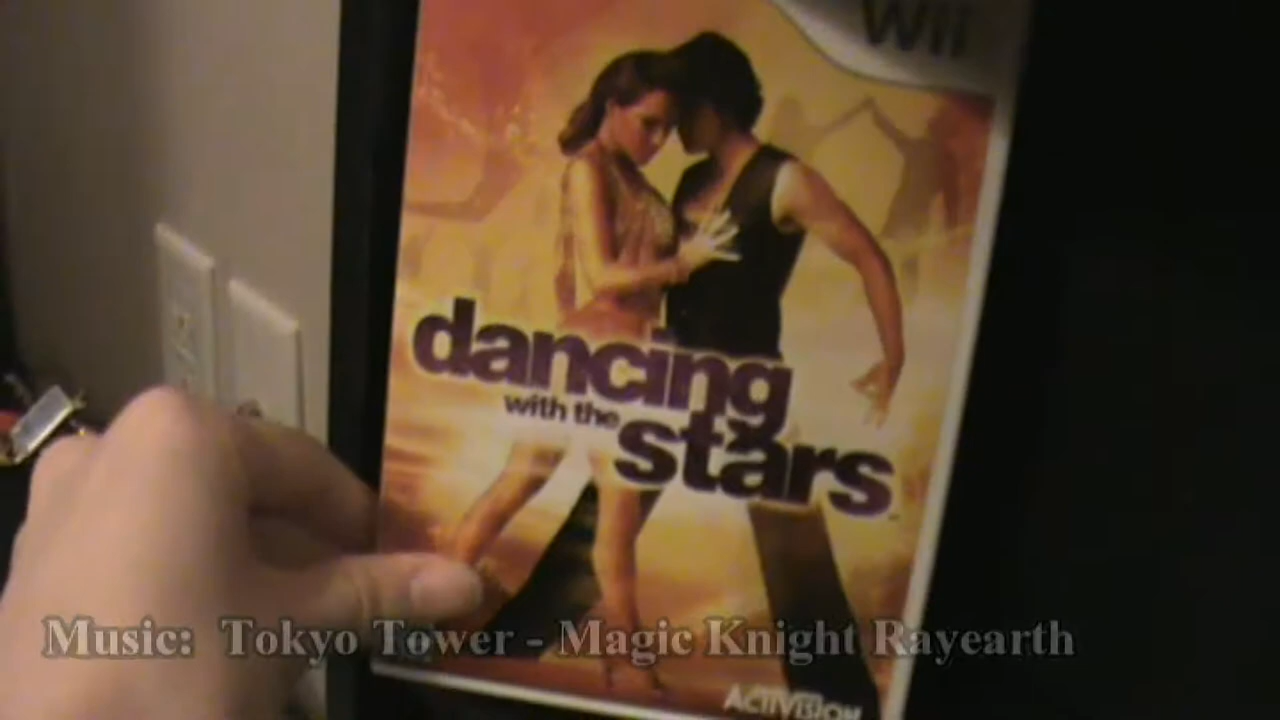 Wii
dancing
with the
stars
Music: Tokyo Tower - Magic Knight Rayearth
ACTIVISION